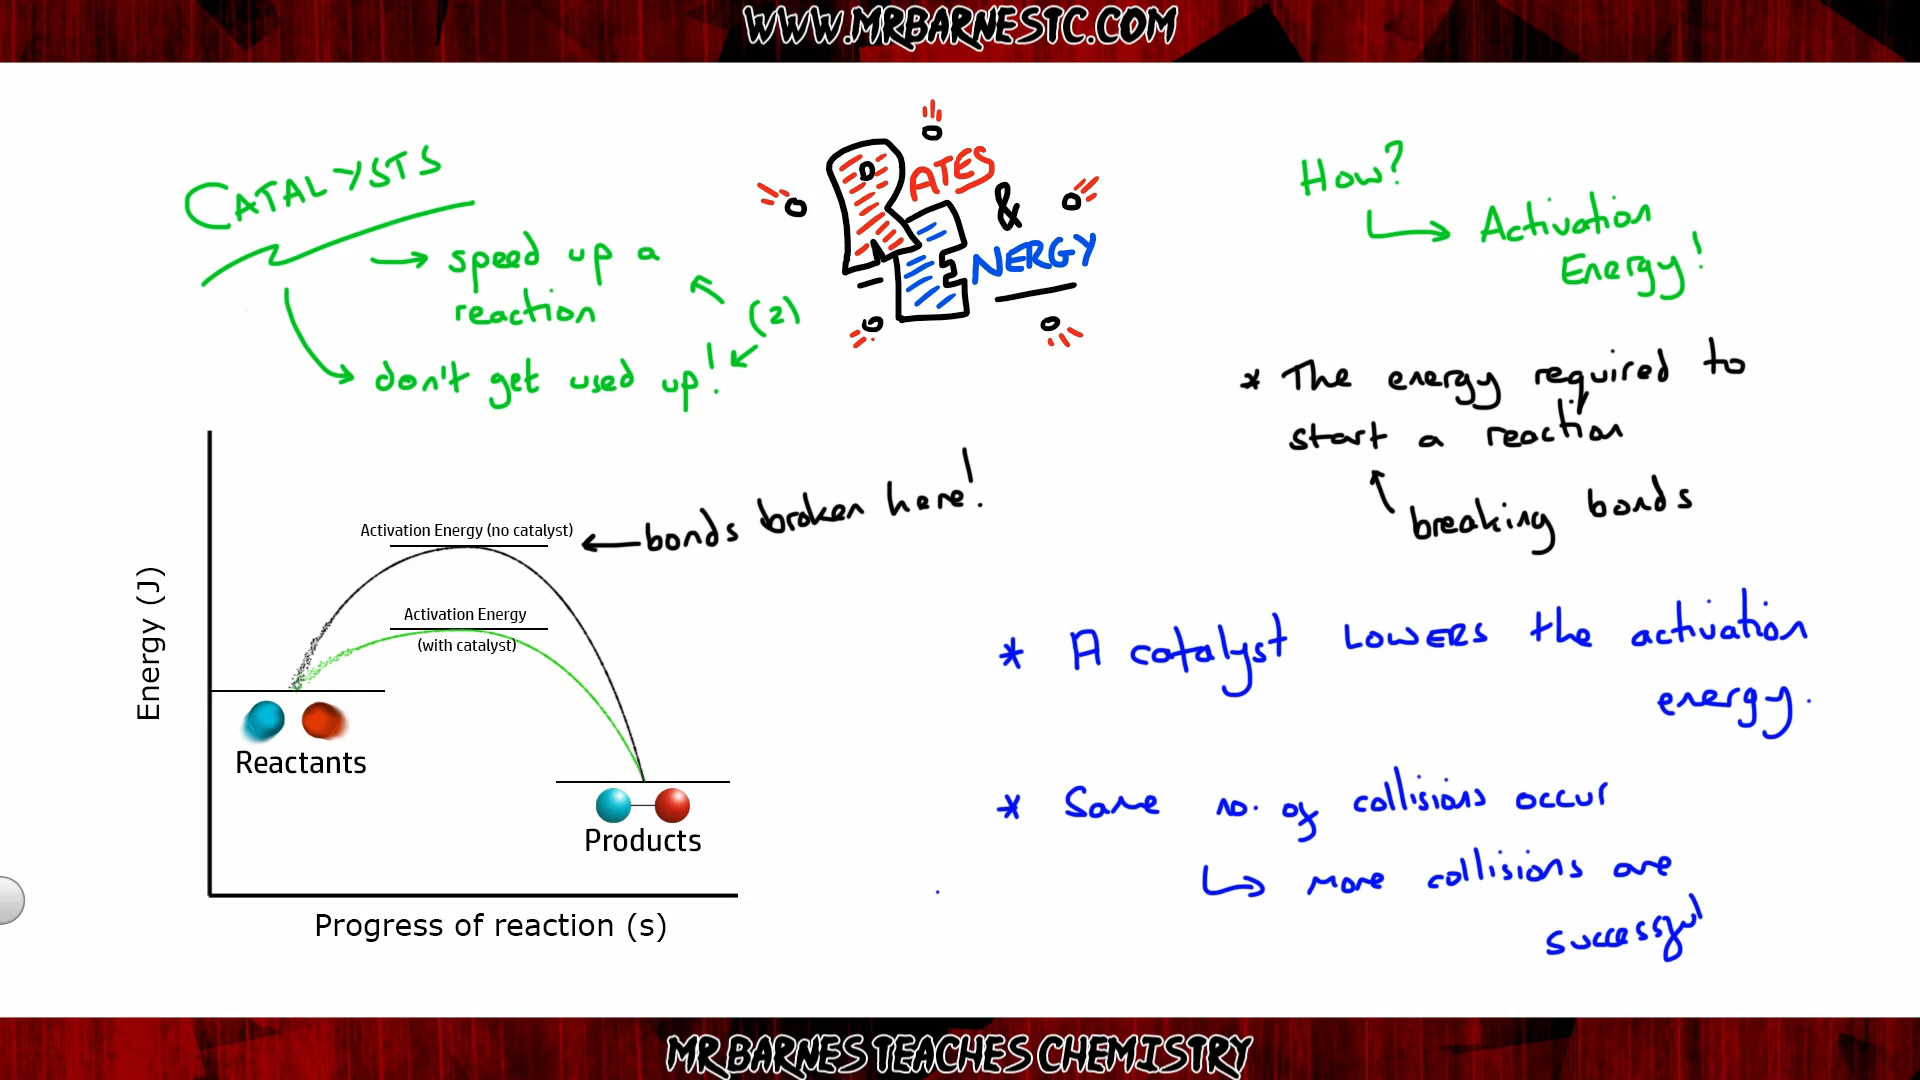 WWW.MRBARNESTC.COM
CATALYSTS
→ speed up a
reaction
(2)
→ don't get used up!
RATES
&
ENERGY
How?
→ Activation
Energy!
* The energy required to
start a reaction
breaking bonds
← bonds broken here!
Activation Energy (no catalyst)
Activation Energy
(with catalyst)
Energy (J)
Reactants
Products
Progress of reaction (s)
* A catalyst LOWERS the activation
energy.
* Same no. of collisions occur
→ more collisions are
successful
MR BARNES TEACHES CHEMISTRY